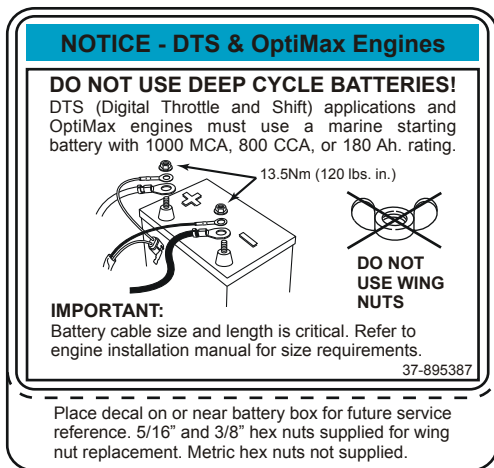 NOTICE - DTS & OptiMax Engines
DO NOT USE DEEP CYCLE BATTERIES!
DTS (Digital Throttle and Shift) applications and
OptiMax engines must use a marine starting
battery with 1000 MCA, 800 CCA, or 180 Ah. rating.
13.5Nm (120 lbs. in.)
DO NOT
USE WING
NUTS
IMPORTANT:
Battery cable size and length is critical. Refer to
engine installation manual for size requirements.
37-895387
Place decal on or near battery box for future service
reference. 5/16” and 3/8” hex nuts supplied for wing
nut replacement. Metric hex nuts not supplied.